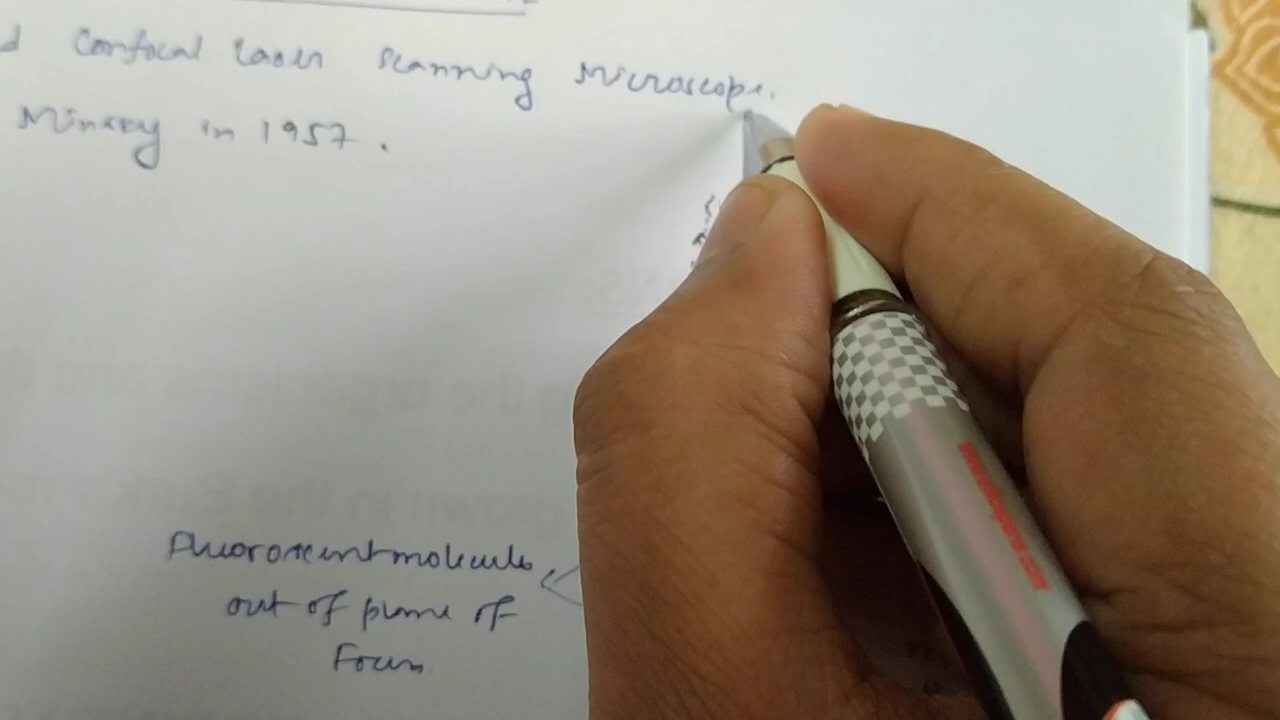 d Confocal Laser Scanning Microscope.
Minsky in 1957.
Fluorescent molecule
out of plane of
Focus